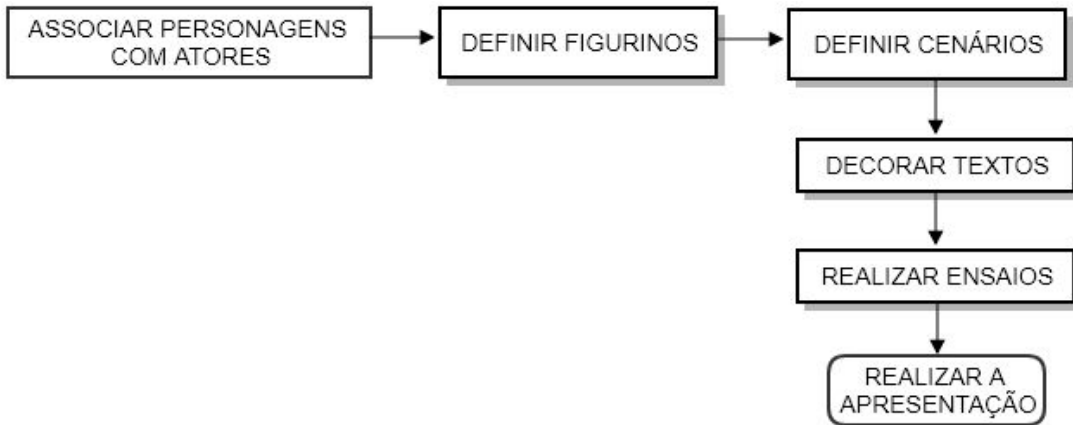 ASSOCIAR PERSONAGENS
COM ATORES
DEFINIR FIGURINOS
DEFINIR CENÁRIOS
DECORAR TEXTOS
REALIZAR ENSAIOS
REALIZAR A
APRESENTAÇÃO